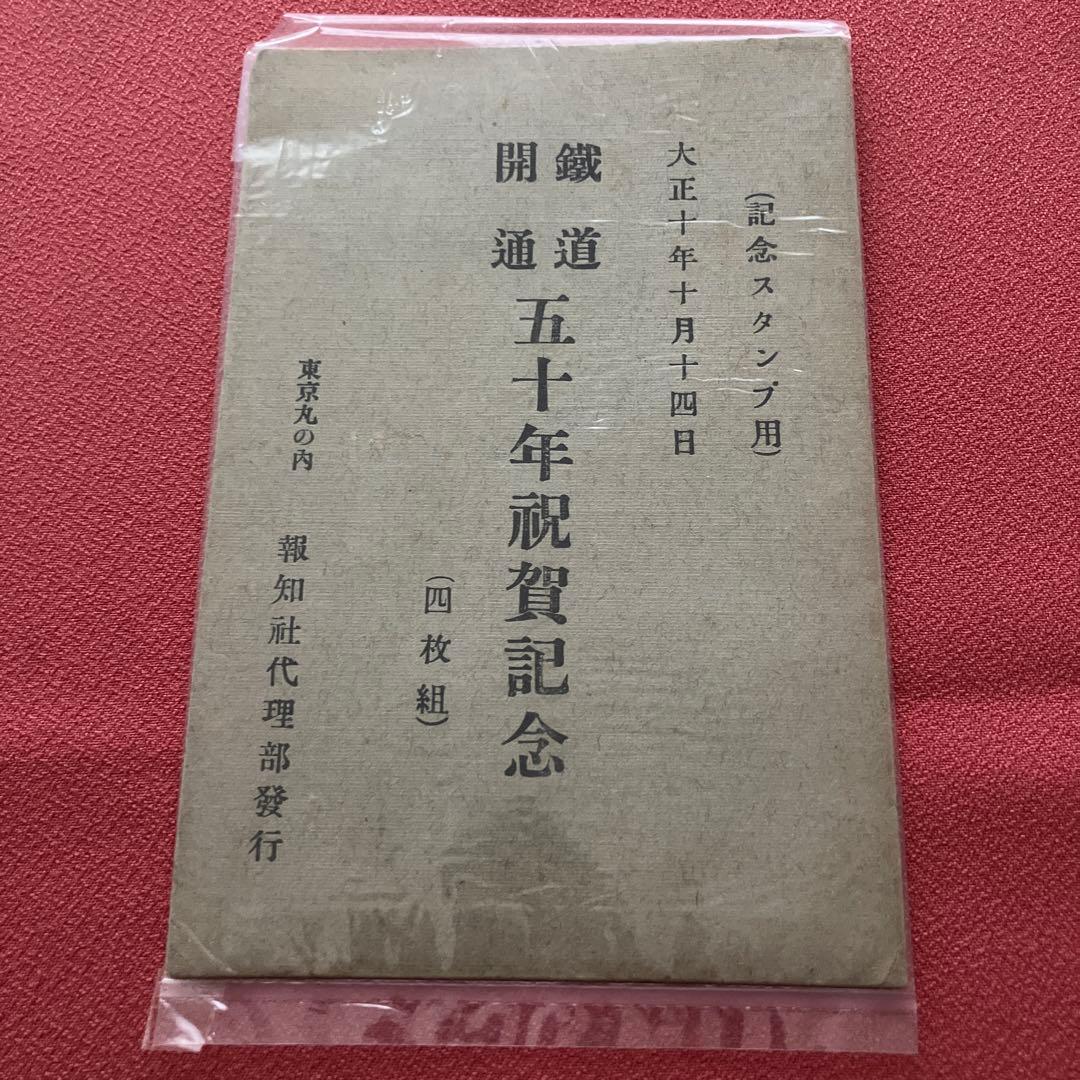 (記念スタンプ用)
大正十年十月十四日
鐵道
開通
五十年祝賀記念
(四枚組)
東京丸の內
報知社代理部發行